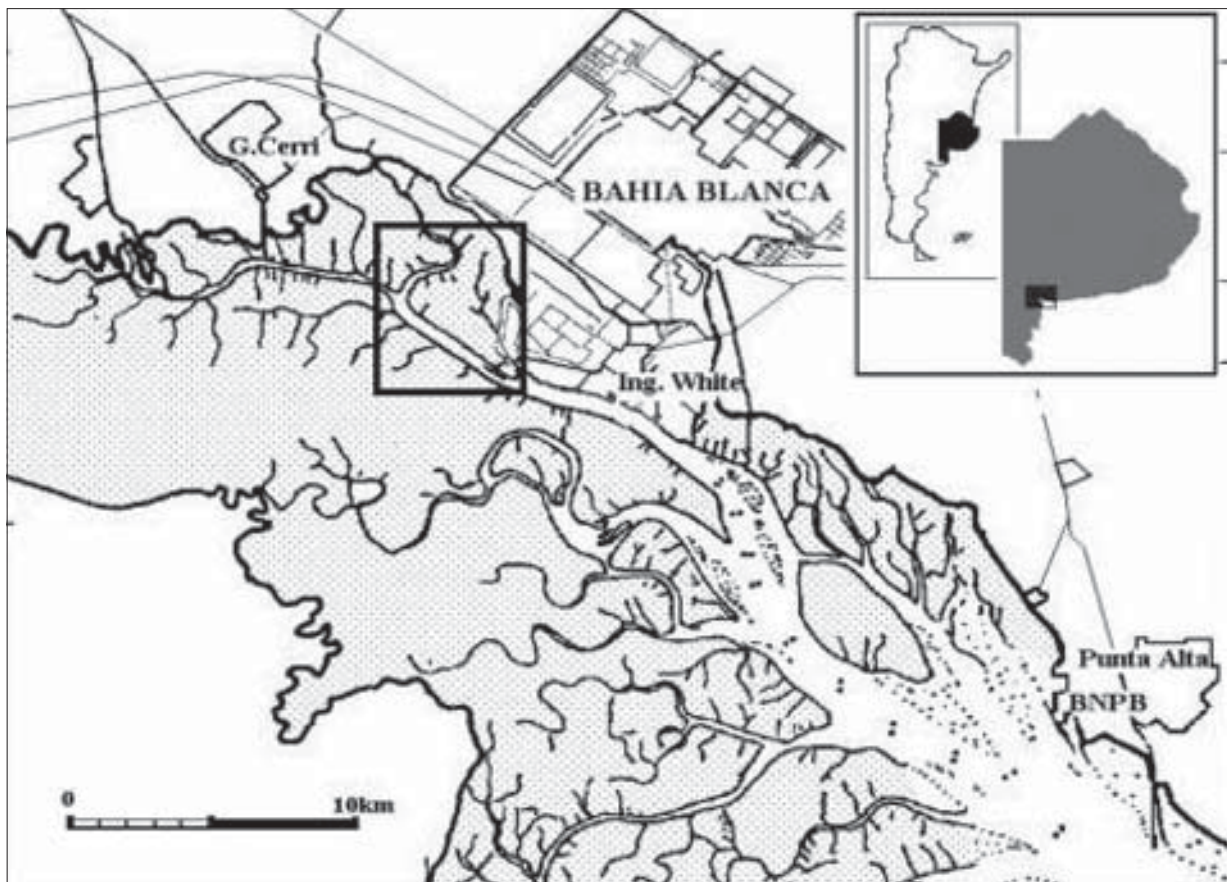 G.Cerri
BAHIA BLANCA
Ing. White
Punta Alta
BNPB
0 10km